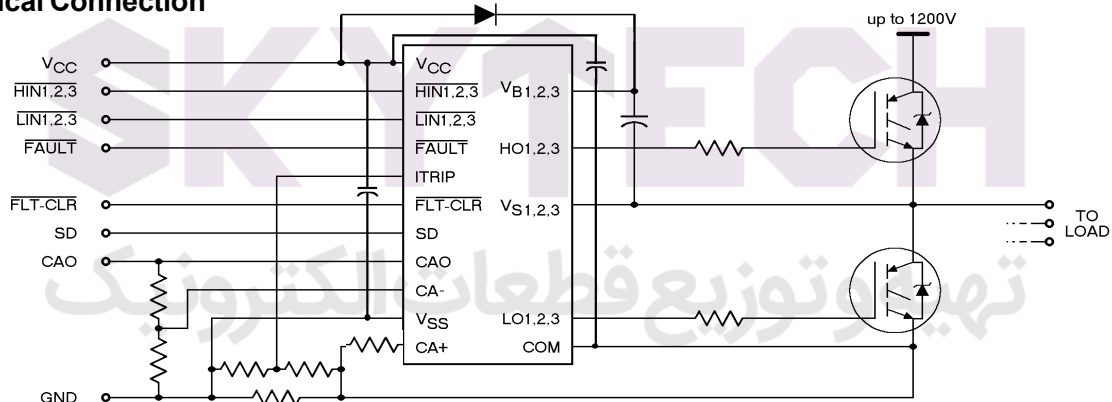 ical Connection
up to 1200V
VCC
HIN1,2,3
LIN1,2,3
FAULT
FLT-CLR
SD
CAO
GND
VCC
HIN1,2,3
LIN1,2,3
FAULT
ITRIP
FLT-CLR
SD
CAO
CA-
VSS
CA+
VB1,2,3
HO1,2,3
VS1,2,3
LO1,2,3
COM
TO
LOAD
SKYTECH
تهیه و توزیع قطعات الکترونیک